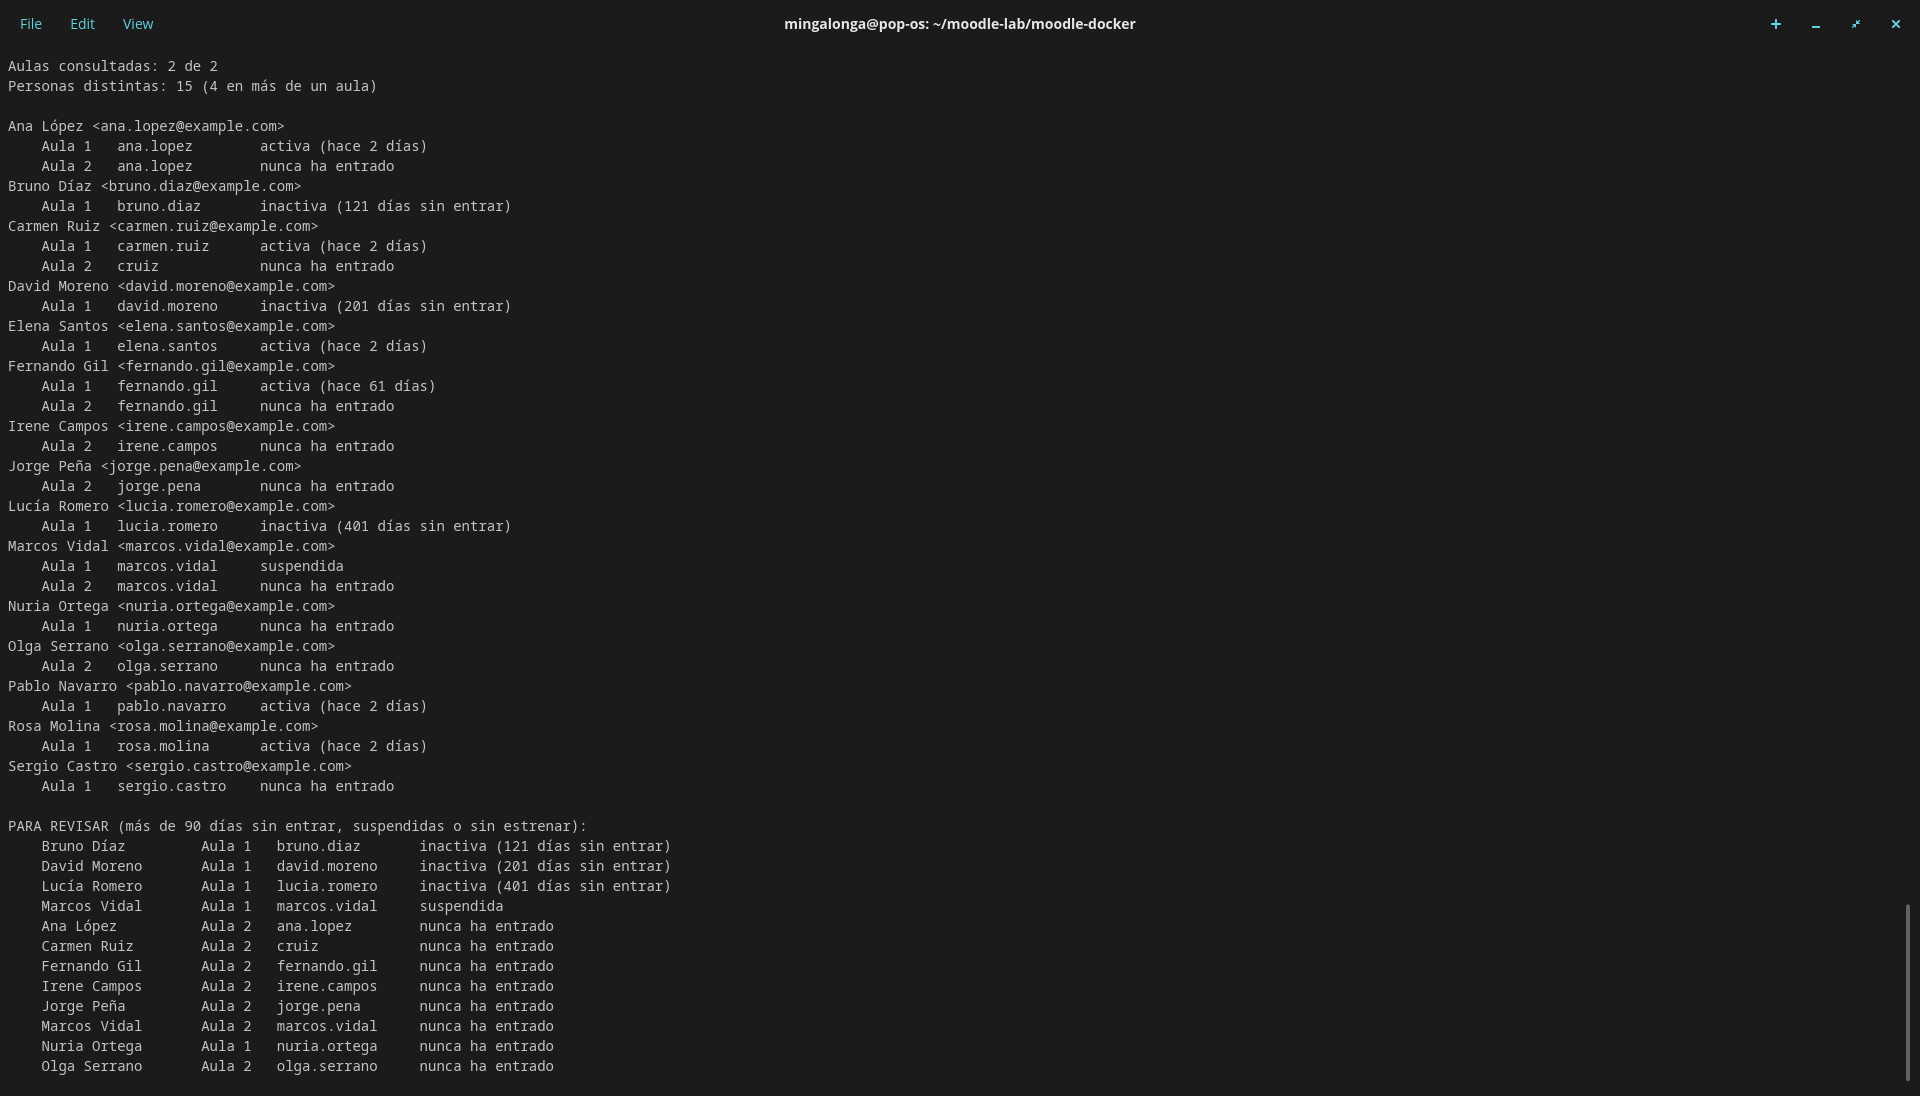 File Edit View mingalonga@pop-os: ~/moodle-lab/moodle-docker
Aulas consultadas: 2 de 2
Personas distintas: 15 (4 en más de un aula)
Ana López <ana.lopez@example.com>
Aula 1 ana.lopez activa (hace 2 días)
Aula 2 ana.lopez nunca ha entrado
Bruno Díaz <bruno.diaz@example.com>
Aula 1 bruno.diaz inactiva (121 días sin entrar)
Carmen Ruiz <carmen.ruiz@example.com>
Aula 1 carmen.ruiz activa (hace 2 días)
Aula 2 cruiz nunca ha entrado
David Moreno <david.moreno@example.com>
Aula 1 david.moreno inactiva (201 días sin entrar)
Elena Santos <elena.santos@example.com>
Aula 1 elena.santos activa (hace 2 días)
Fernando Gil <fernando.gil@example.com>
Aula 1 fernando.gil activa (hace 61 días)
Aula 2 fernando.gil nunca ha entrado
Irene Campos <irene.campos@example.com>
Aula 2 irene.campos nunca ha entrado
Jorge Peña <jorge.pena@example.com>
Aula 2 jorge.pena nunca ha entrado
Lucía Romero <lucia.romero@example.com>
Aula 1 lucia.romero inactiva (401 días sin entrar)
Marcos Vidal <marcos.vidal@example.com>
Aula 1 marcos.vidal suspendida
Aula 2 marcos.vidal nunca ha entrado
Nuria Ortega <nuria.ortega@example.com>
Aula 1 nuria.ortega nunca ha entrado
Olga Serrano <olga.serrano@example.com>
Aula 2 olga.serrano nunca ha entrado
Pablo Navarro <pablo.navarro@example.com>
Aula 1 pablo.navarro activa (hace 2 días)
Rosa Molina <rosa.molina@example.com>
Aula 1 rosa.molina activa (hace 2 días)
Sergio Castro <sergio.castro@example.com>
Aula 1 sergio.castro nunca ha entrado
PARA REVISAR (más de 90 días sin entrar, suspendidas o sin estrenar):
Bruno Díaz Aula 1 bruno.diaz inactiva (121 días sin entrar)
David Moreno Aula 1 david.moreno inactiva (201 días sin entrar)
Lucía Romero Aula 1 lucia.romero inactiva (401 días sin entrar)
Marcos Vidal Aula 1 marcos.vidal suspendida
Ana López Aula 2 ana.lopez nunca ha entrado
Carmen Ruiz Aula 2 cruiz nunca ha entrado
Fernando Gil Aula 2 fernando.gil nunca ha entrado
Irene Campos Aula 2 irene.campos nunca ha entrado
Jorge Peña Aula 2 jorge.pena nunca ha entrado
Marcos Vidal Aula 2 marcos.vidal nunca ha entrado
Nuria Ortega Aula 1 nuria.ortega nunca ha entrado
Olga Serrano Aula 2 olga.serrano nunca ha entrado